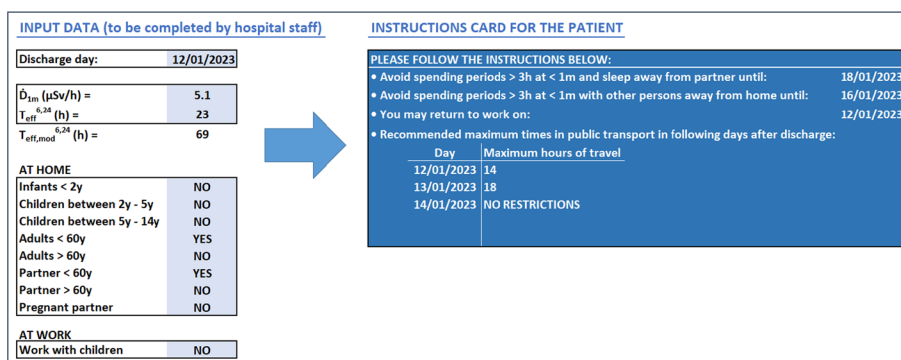 INPUT DATA (to be completed by hospital staff)
Discharge day: 12/01/2023
Ḋ1m (μSv/h) = 5.1
Teff6,24 (h) = 23
Teff,mod6,24 (h) = 69
AT HOME
Infants < 2y NO
Children between 2y - 5y NO
Children between 5y - 14y NO
Adults < 60y YES
Adults > 60y NO
Partner < 60y YES
Partner > 60y NO
Pregnant partner NO
AT WORK
Work with children NO
INSTRUCTIONS CARD FOR THE PATIENT
PLEASE FOLLOW THE INSTRUCTIONS BELOW:
• Avoid spending periods > 3h at < 1m and sleep away from partner until: 18/01/2023
• Avoid spending periods > 3h at < 1m with other persons away from home until: 16/01/2023
• You may return to work on: 12/01/2023
• Recommended maximum times in public transport in following days after discharge:
Day Maximum hours of travel
12/01/2023 14
13/01/2023 18
14/01/2023 NO RESTRICTIONS